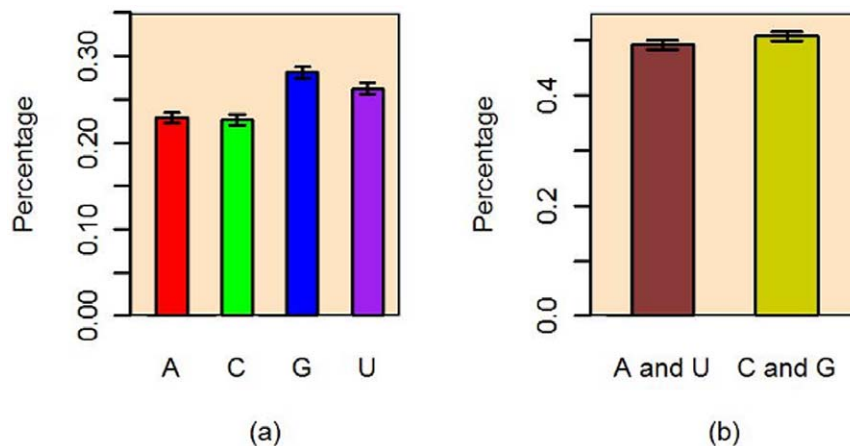 Percentage
0.30
0.20
0.10
0.00
A C G U
(a)
Percentage
0.4
0.2
0.0
A and U C and G
(b)